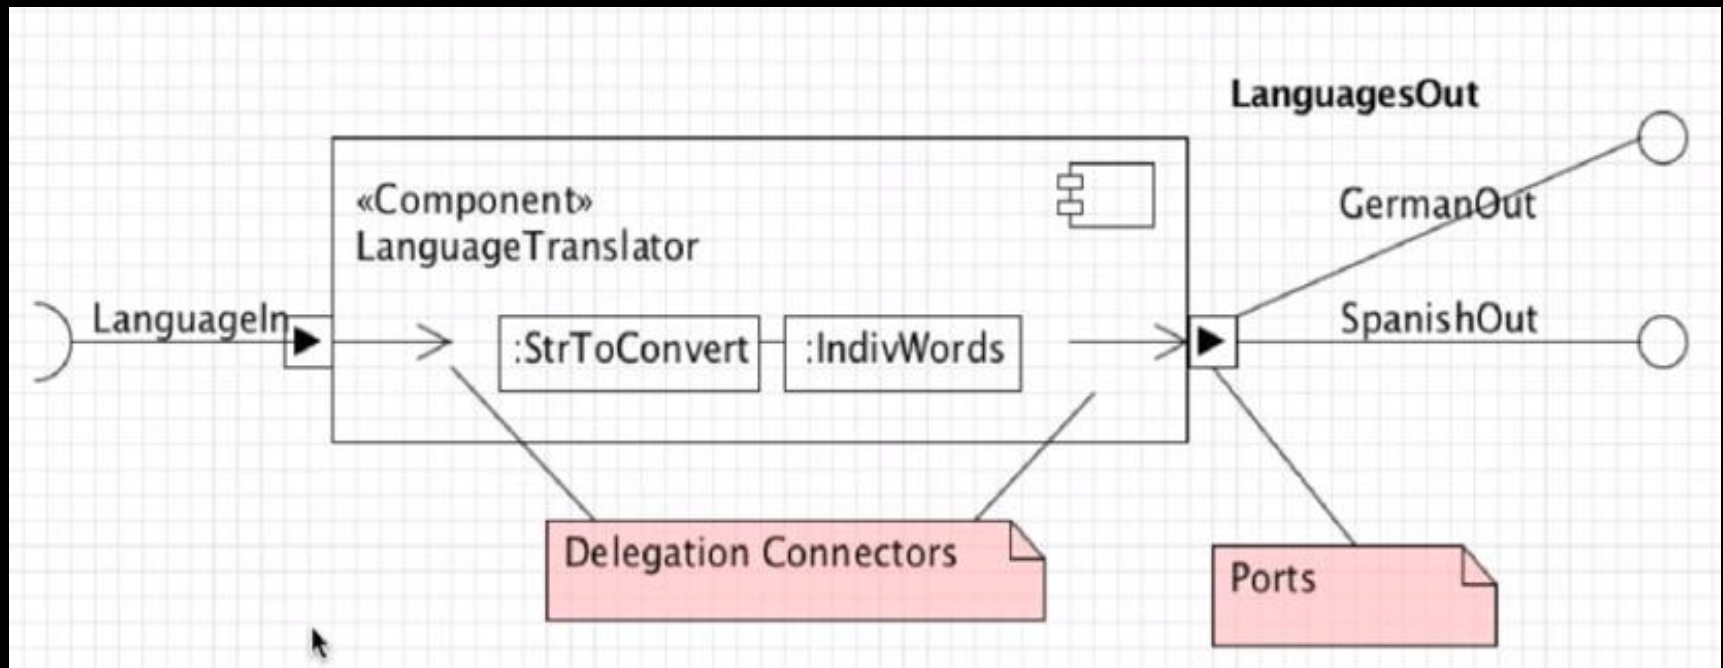 LanguagesOut
«Component»
LanguageTranslator
GermanOut
LanguageIn
SpanishOut
:StrToConvert
:IndivWords
Delegation Connectors
Ports